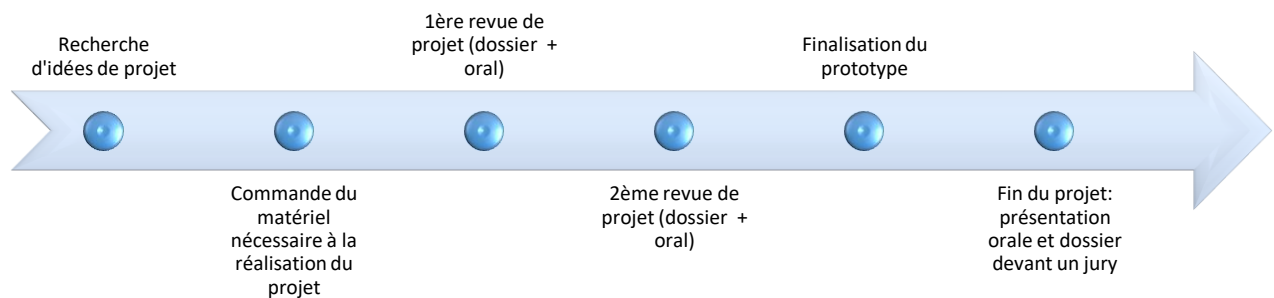 Recherche
d'idées de projet
Commande du
matériel
nécessaire à la
réalisation du
projet
1ère revue de
projet (dossier +
oral)
2ème revue de
projet (dossier +
oral)
Finalisation du
prototype
Fin du projet:
présentation
orale et dossier
devant un jury